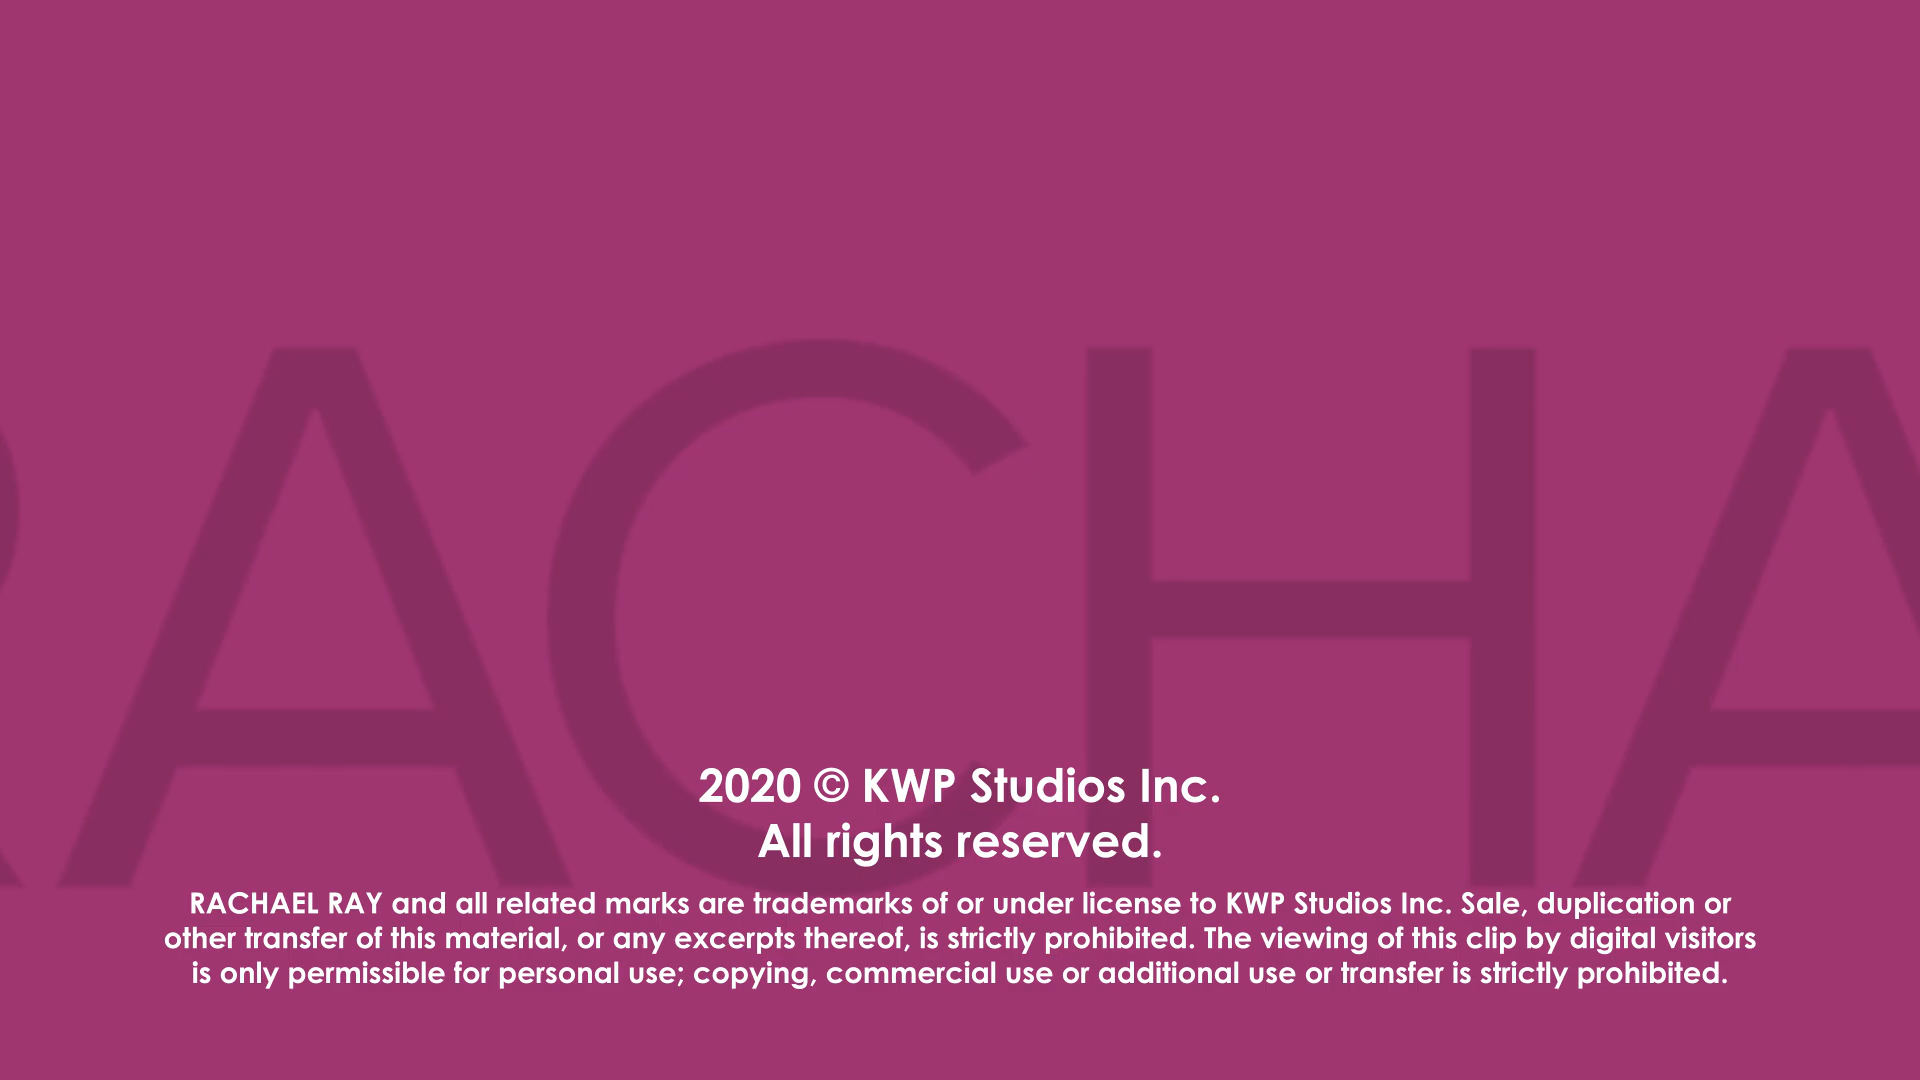 RACHA
2020 © KWP Studios Inc.
All rights reserved.
RACHAEL RAY and all related marks are trademarks of or under license to KWP Studios Inc. Sale, duplication or
other transfer of this material, or any excerpts thereof, is strictly prohibited. The viewing of this clip by digital visitors
is only permissible for personal use; copying, commercial use or additional use or transfer is strictly prohibited.